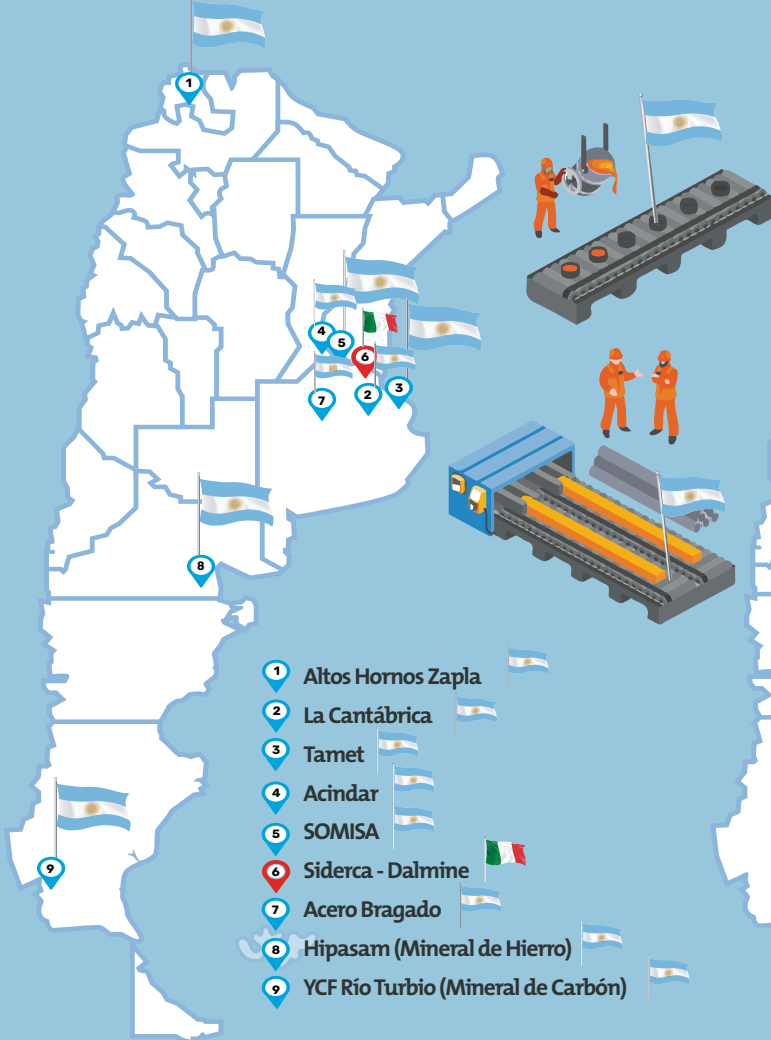 1
4
5
6
7
2
3
8
9
1 Altos Hornos Zapla
2 La Cantábrica
3 Tamet
4 Acindar
5 SOMISA
6 Siderca - Dalmine
7 Acero Bragado
8 Hipasam (Mineral de Hierro)
9 YCF Río Turbio (Mineral de Carbón)